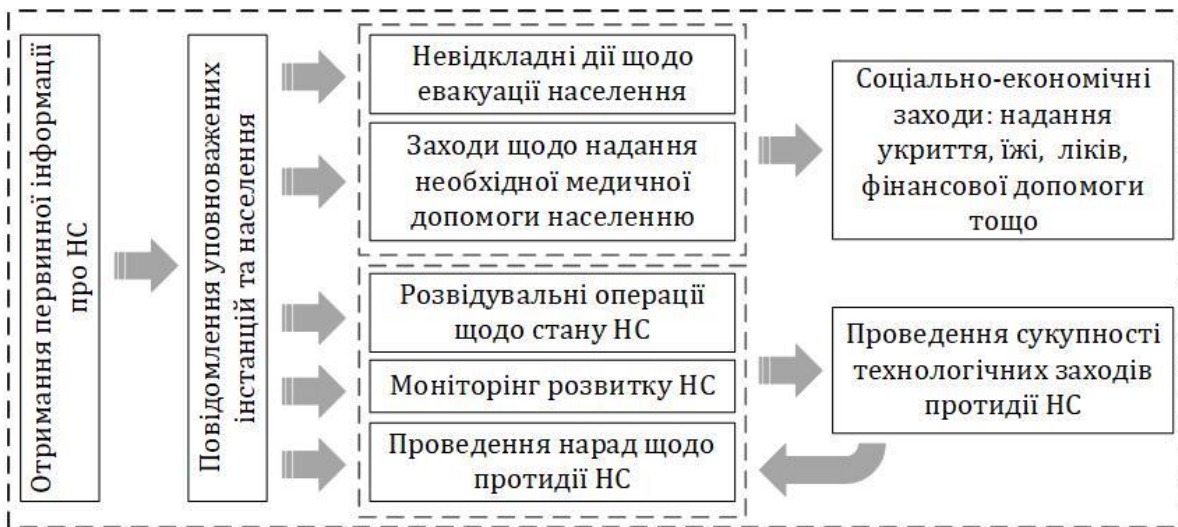 Отримання первинної інформації
про НС
Повідомлення уповноважених
інстанцій та населення
Невідкладні дії щодо
евакуації населення
Заходи щодо надання
необхідної медичної
допомоги населенню
Соціально-економічні
заходи: надання
укриття, їжі, ліків,
фінансової допомоги
тощо
Розвідувальні операції
щодо стану НС
Моніторінг розвитку НС
Проведення нарад щодо
протидії НС
Проведення сукупності
технологічних заходів
протидії НС